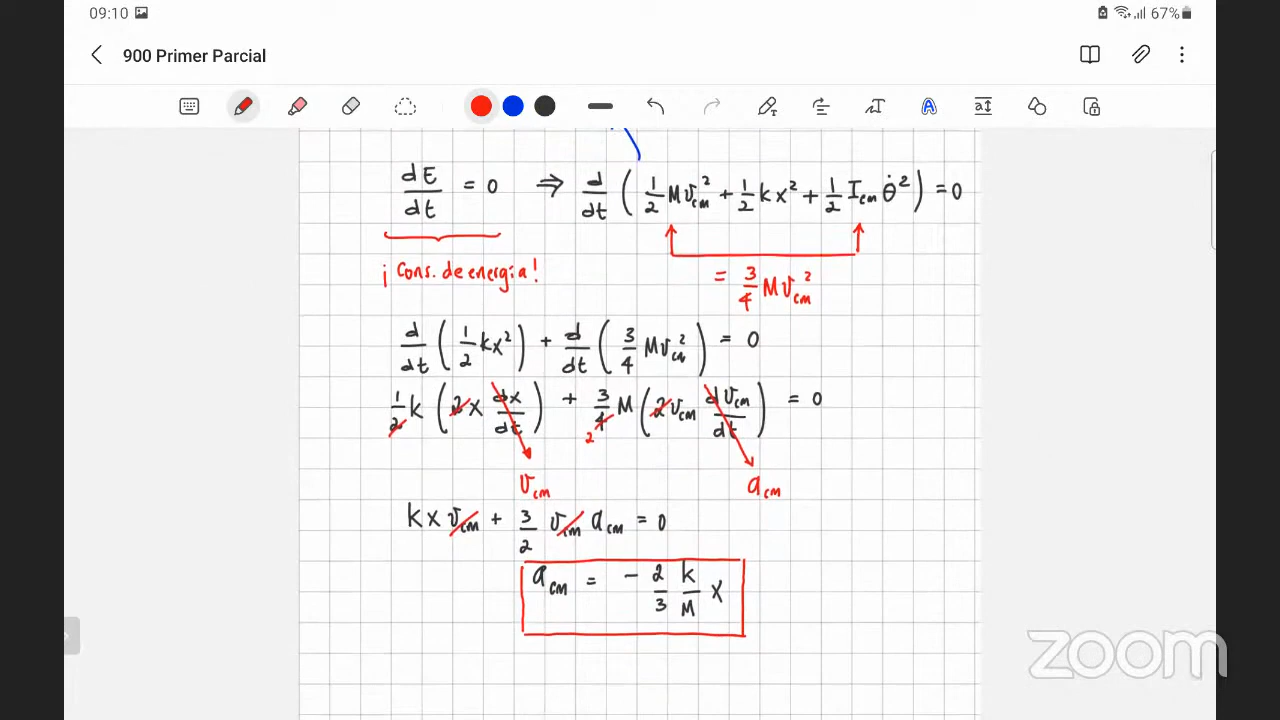 09:10 67%
900 Primer Parcial
dE/dt = 0 ⇒ d/dt ( 1/2 Mv_cm² + 1/2 kx² + 1/2 I_cm θ̇² ) = 0
¡ Cons. de energía !
= 3/4 Mv_cm²
d/dt ( 1/2 kx² ) + d/dt ( 3/4 Mv_cm² ) = 0
1/2 k ( 2x dx/dt ) + 3/4 M ( 2v_cm dv_cm/dt ) = 0
2
v_cm a_cm
kx v_cm + 3/2 v_cm a_cm = 0
a_cm = - 2/3 k/M x
zoom